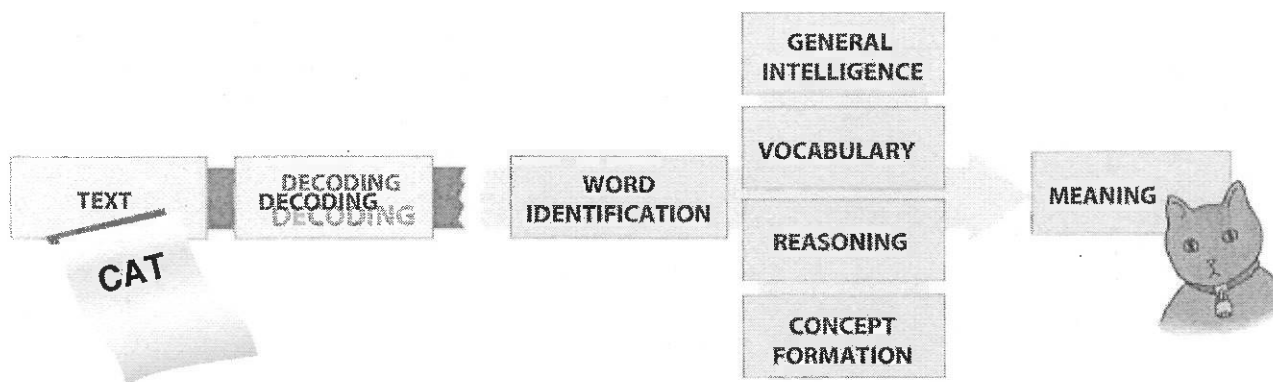 TEXT
CAT
DECODING
DECODING
DECODING
WORD
IDENTIFICATION
GENERAL
INTELLIGENCE
VOCABULARY
REASONING
CONCEPT
FORMATION
MEANING